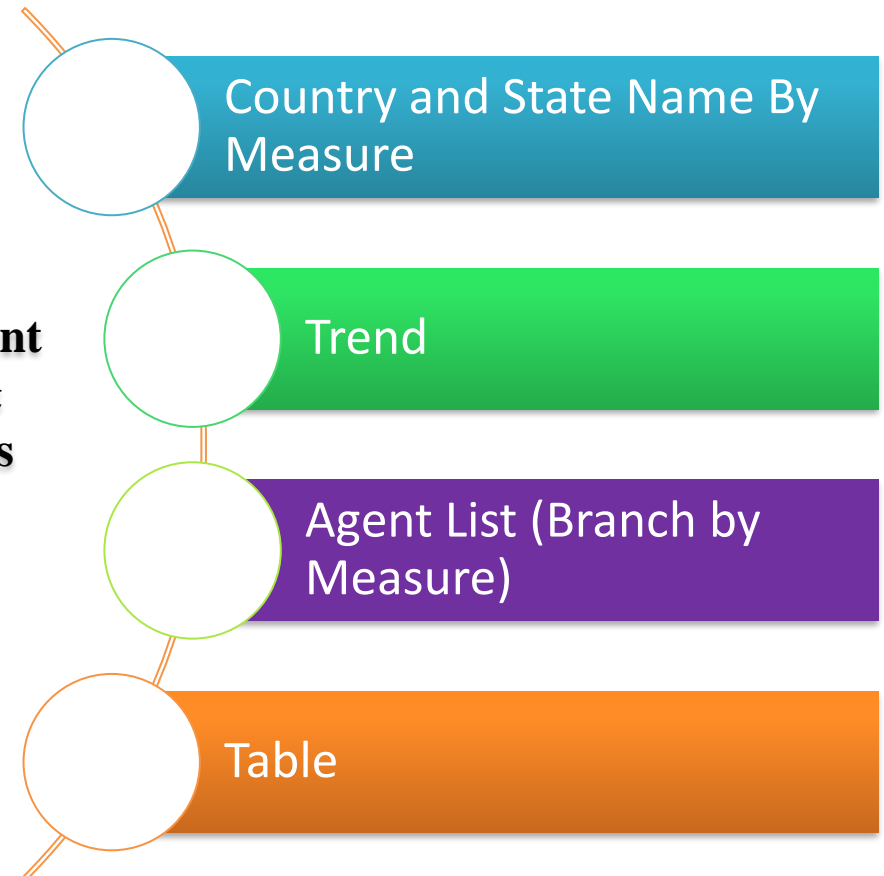 Country and State Name By
Measure
Trend
Agent List (Branch by
Measure)
Table